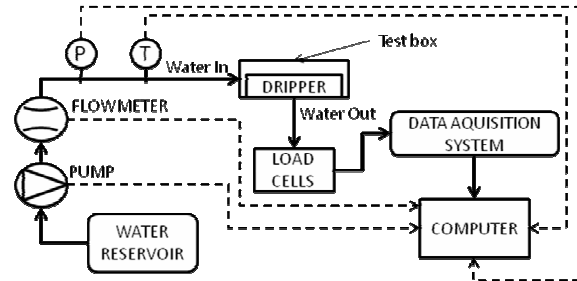 P
T
Test box
Water In
DRIPPER
FLOWMETER
Water Out
DATA AQUISITION
SYSTEM
LOAD
CELLS
PUMP
WATER
RESERVOIR
COMPUTER